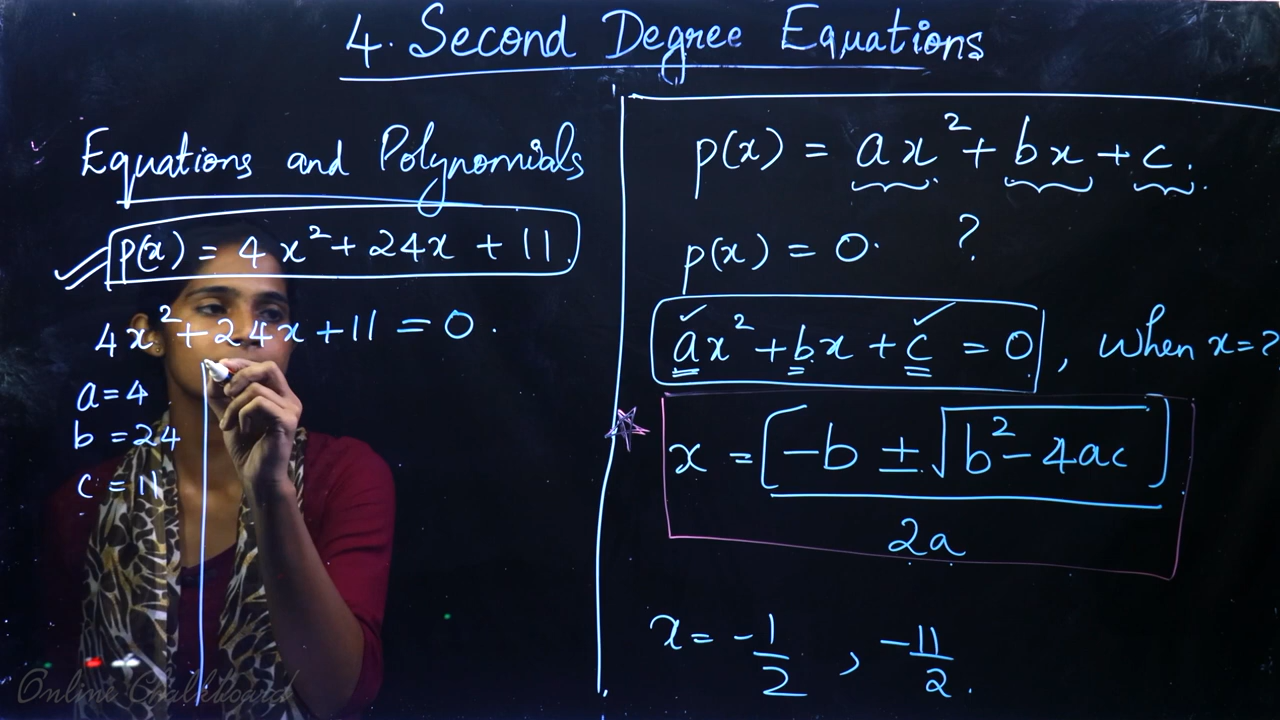 4. Second Degree Equations
Equations and Polynomials
p(x) = 4x² + 24x + 11
4x² + 24x + 11 = 0.
a = 4
b = 24
c = 11
p(x) = ax² + bx + c.
p(x) = 0. ?
ax² + bx + c = 0, when x = ?
x = [-b ± √(b² - 4ac)] / 2a
x = -1/2, -11/2.
Online Chalkboard